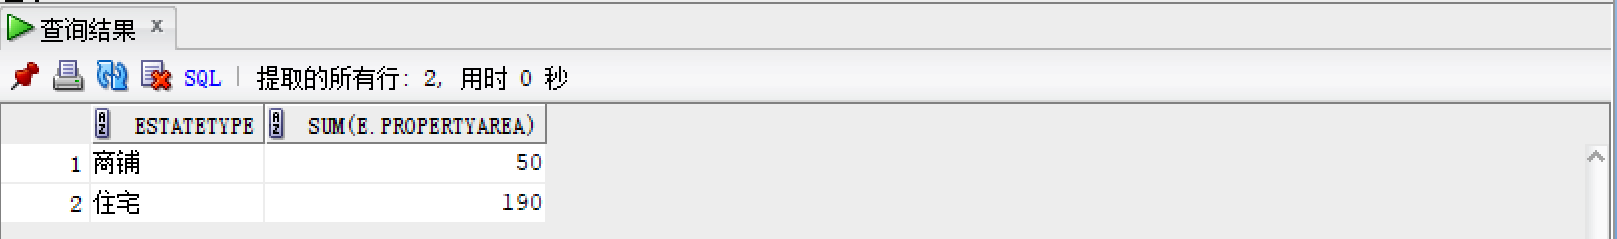 查询结果 x
SQL | 提取的所有行: 2, 用时 0 秒
ESTATETYPE SUM(E.PROPERTYAREA)
1 商铺 50
2 住宅 190